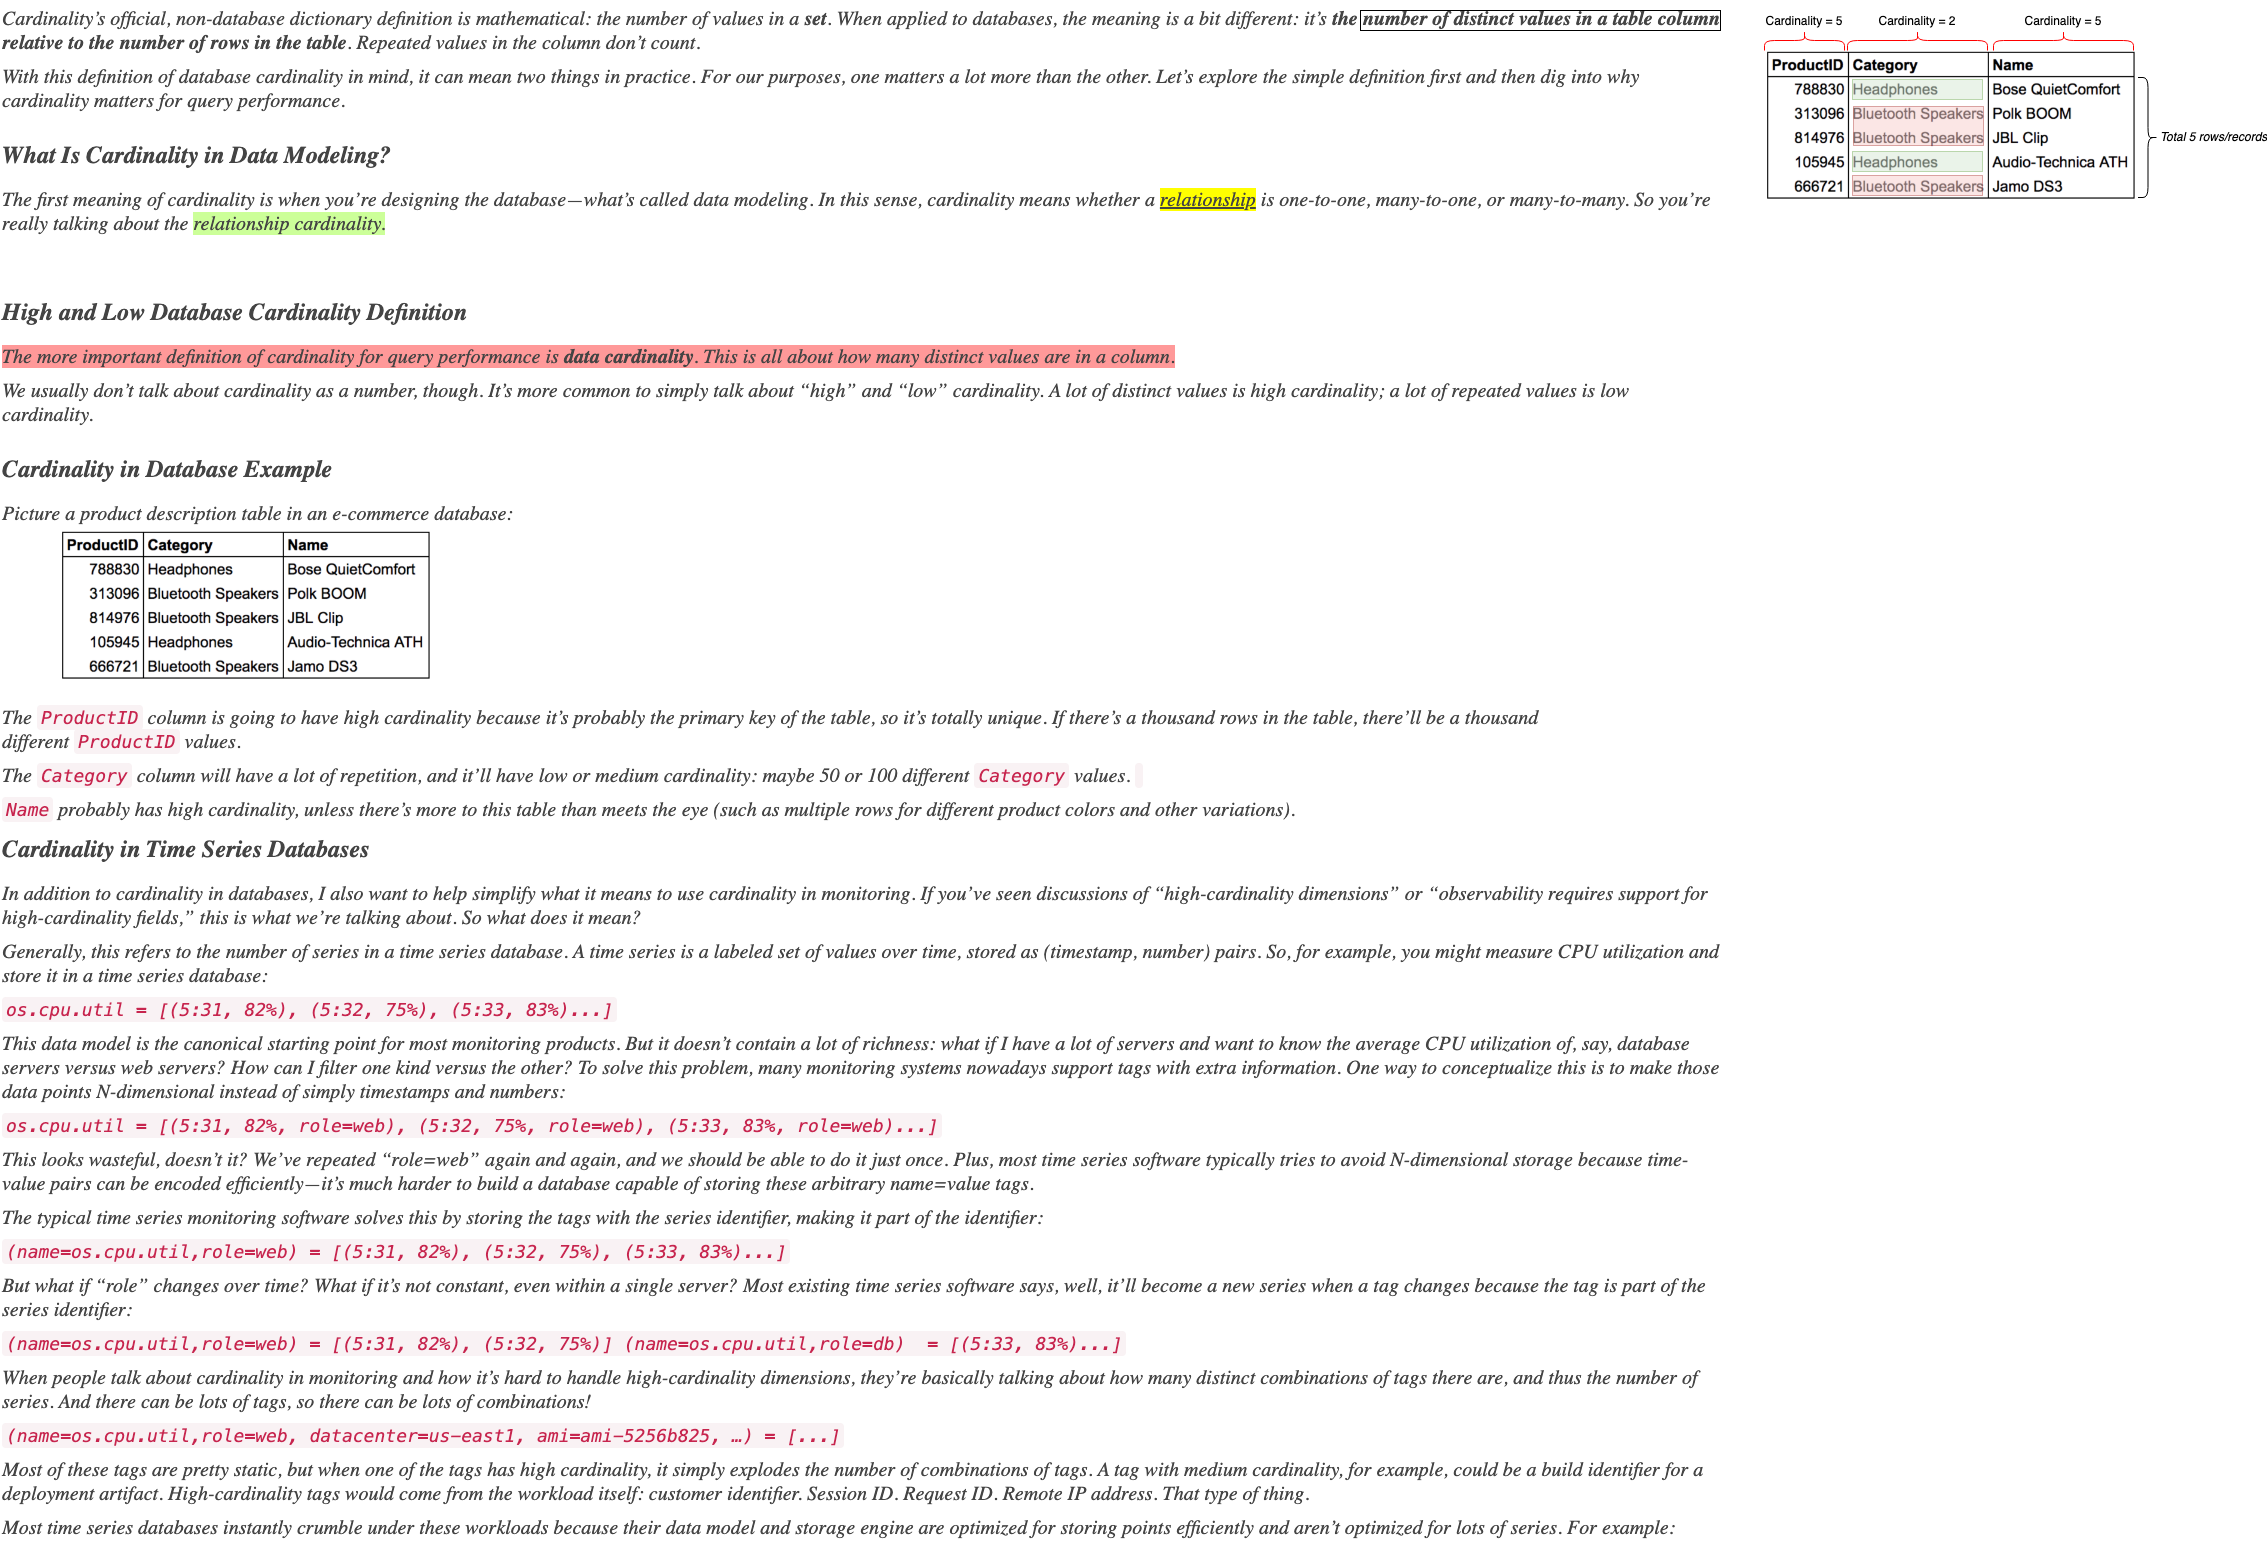 Cardinality’s official, non-database dictionary definition is mathematical: the number of values in a set. When applied to databases, the meaning is a bit different: it’s the number of distinct values in a table column
relative to the number of rows in the table. Repeated values in the column don’t count.
With this definition of database cardinality in mind, it can mean two things in practice. For our purposes, one matters a lot more than the other. Let’s explore the simple definition first and then dig into why
cardinality matters for query performance.
What Is Cardinality in Data Modeling?
The first meaning of cardinality is when you’re designing the database—what’s called data modeling. In this sense, cardinality means whether a relationship is one-to-one, many-to-one, or many-to-many. So you’re
really talking about the relationship cardinality.
Cardinality = 5 Cardinality = 2 Cardinality = 5
ProductID Category Name
788830 Headphones Bose QuietComfort
313096 Bluetooth Speakers Polk BOOM
814976 Bluetooth Speakers JBL Clip
105945 Headphones Audio-Technica ATH
666721 Bluetooth Speakers Jamo DS3
Total 5 rows/records
High and Low Database Cardinality Definition
The more important definition of cardinality for query performance is data cardinality. This is all about how many distinct values are in a column.
We usually don’t talk about cardinality as a number, though. It’s more common to simply talk about “high” and “low” cardinality. A lot of distinct values is high cardinality; a lot of repeated values is low
cardinality.
Cardinality in Database Example
Picture a product description table in an e-commerce database:
ProductID Category Name
788830 Headphones Bose QuietComfort
313096 Bluetooth Speakers Polk BOOM
814976 Bluetooth Speakers JBL Clip
105945 Headphones Audio-Technica ATH
666721 Bluetooth Speakers Jamo DS3
The ProductID column is going to have high cardinality because it’s probably the primary key of the table, so it’s totally unique. If there’s a thousand rows in the table, there’ll be a thousand
different ProductID values.
The Category column will have a lot of repetition, and it’ll have low or medium cardinality: maybe 50 or 100 different Category values.
Name probably has high cardinality, unless there’s more to this table than meets the eye (such as multiple rows for different product colors and other variations).
Cardinality in Time Series Databases
In addition to cardinality in databases, I also want to help simplify what it means to use cardinality in monitoring. If you’ve seen discussions of “high-cardinality dimensions” or “observability requires support for
high-cardinality fields,” this is what we’re talking about. So what does it mean?
Generally, this refers to the number of series in a time series database. A time series is a labeled set of values over time, stored as (timestamp, number) pairs. So, for example, you might measure CPU utilization and
store it in a time series database:
os.cpu.util = [(5:31, 82%), (5:32, 75%), (5:33, 83%)...]
This data model is the canonical starting point for most monitoring products. But it doesn’t contain a lot of richness: what if I have a lot of servers and want to know the average CPU utilization of, say, database
servers versus web servers? How can I filter one kind versus the other? To solve this problem, many monitoring systems nowadays support tags with extra information. One way to conceptualize this is to make those
data points N-dimensional instead of simply timestamps and numbers:
os.cpu.util = [(5:31, 82%, role=web), (5:32, 75%, role=web), (5:33, 83%, role=web)...]
This looks wasteful, doesn’t it? We’ve repeated “role=web” again and again, and we should be able to do it just once. Plus, most time series software typically tries to avoid N-dimensional storage because time-
value pairs can be encoded efficiently—it’s much harder to build a database capable of storing these arbitrary name=value tags.
The typical time series monitoring software solves this by storing the tags with the series identifier, making it part of the identifier:
(name=os.cpu.util,role=web) = [(5:31, 82%), (5:32, 75%), (5:33, 83%)...]
But what if “role” changes over time? What if it’s not constant, even within a single server? Most existing time series software says, well, it’ll become a new series when a tag changes because the tag is part of the
series identifier:
(name=os.cpu.util,role=web) = [(5:31, 82%), (5:32, 75%)] (name=os.cpu.util,role=db)  = [(5:33, 83%)...]
When people talk about cardinality in monitoring and how it’s hard to handle high-cardinality dimensions, they’re basically talking about how many distinct combinations of tags there are, and thus the number of
series. And there can be lots of tags, so there can be lots of combinations!
(name=os.cpu.util,role=web, datacenter=us-east1, ami=ami-5256b825, …) = [...]
Most of these tags are pretty static, but when one of the tags has high cardinality, it simply explodes the number of combinations of tags. A tag with medium cardinality, for example, could be a build identifier for a
deployment artifact. High-cardinality tags would come from the workload itself: customer identifier. Session ID. Request ID. Remote IP address. That type of thing.
Most time series databases instantly crumble under these workloads because their data model and storage engine are optimized for storing points efficiently and aren’t optimized for lots of series. For example: